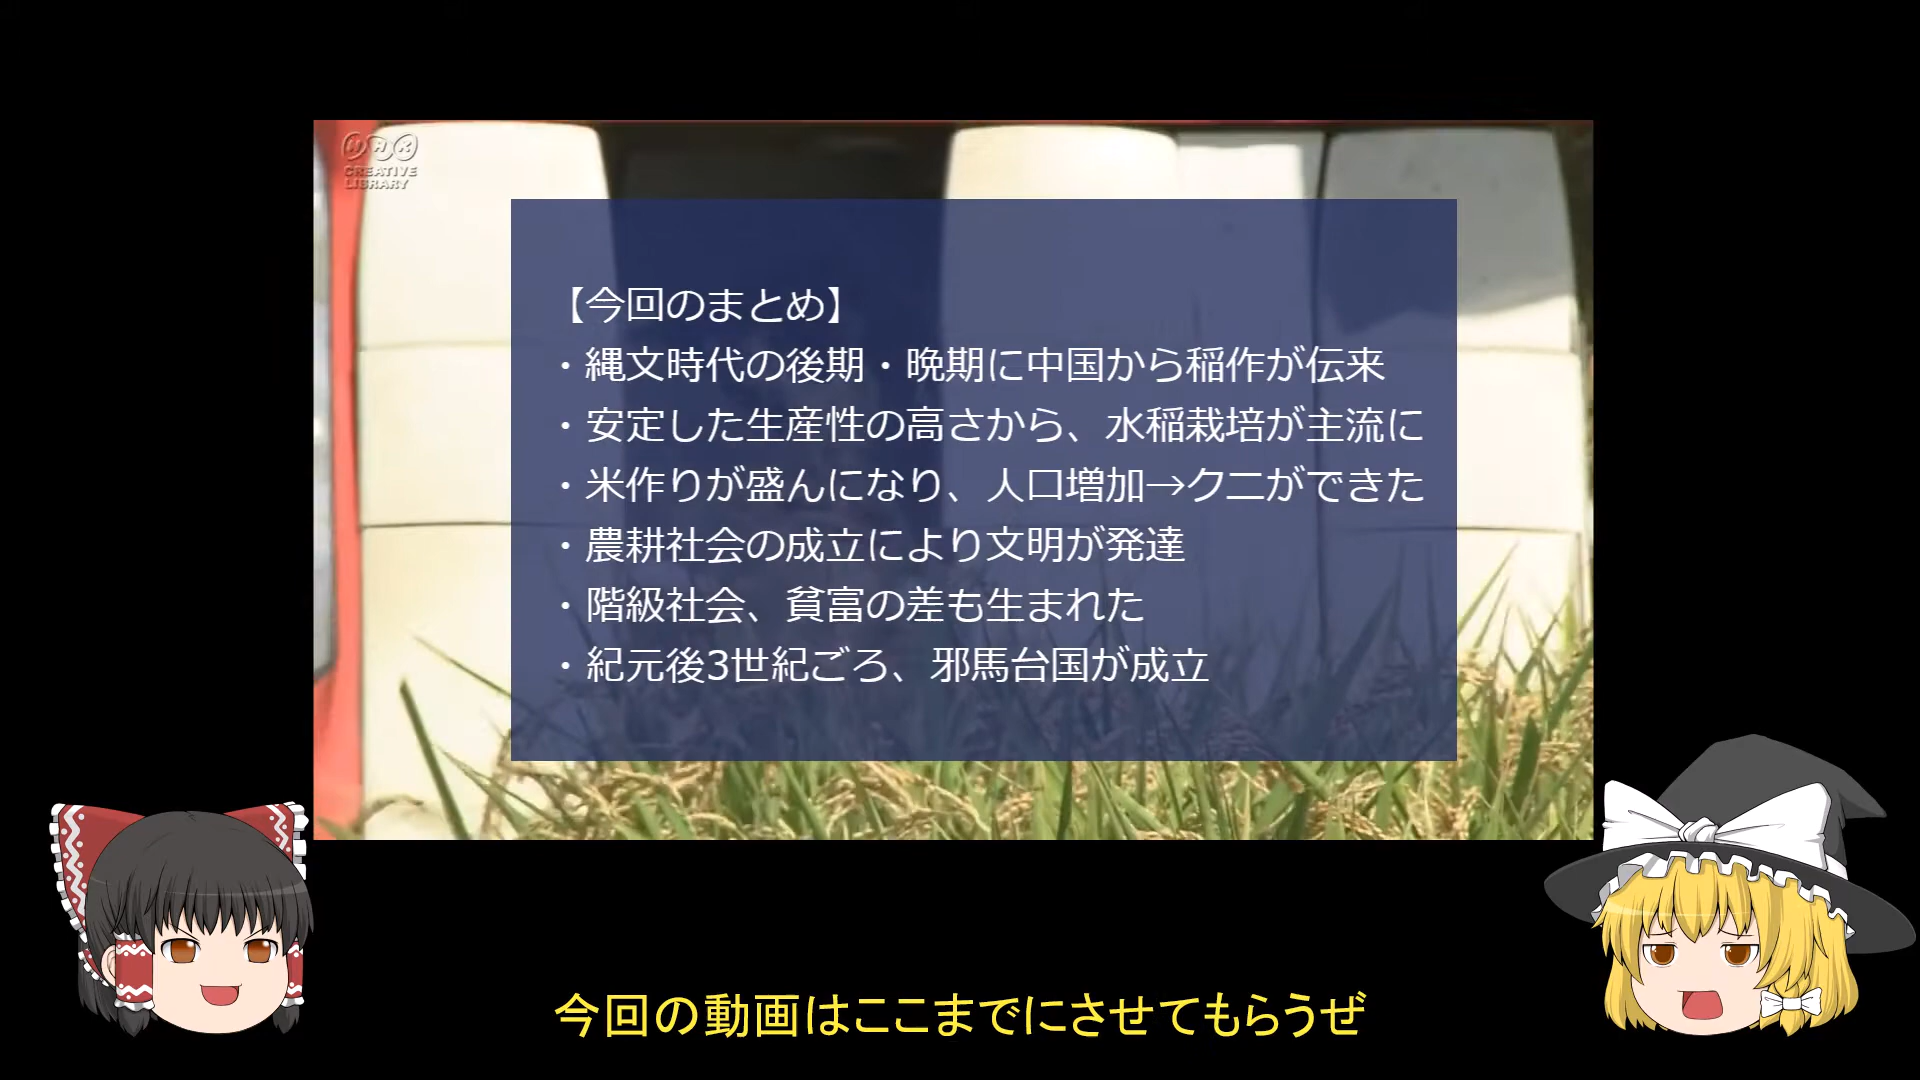 NHK
CREATIVE
LIBRARY
【今回のまとめ】
・縄文時代の後期・晩期に中国から稲作が伝来
・安定した生産性の高さから、水稲栽培が主流に
・米作りが盛んになり、人口増加→クニができた
・農耕社会の成立により文明が発達
・階級社会、貧富の差も生まれた
・紀元後3世紀ごろ、邪馬台国が成立
今回の動画はここまでにさせてもらうぜ